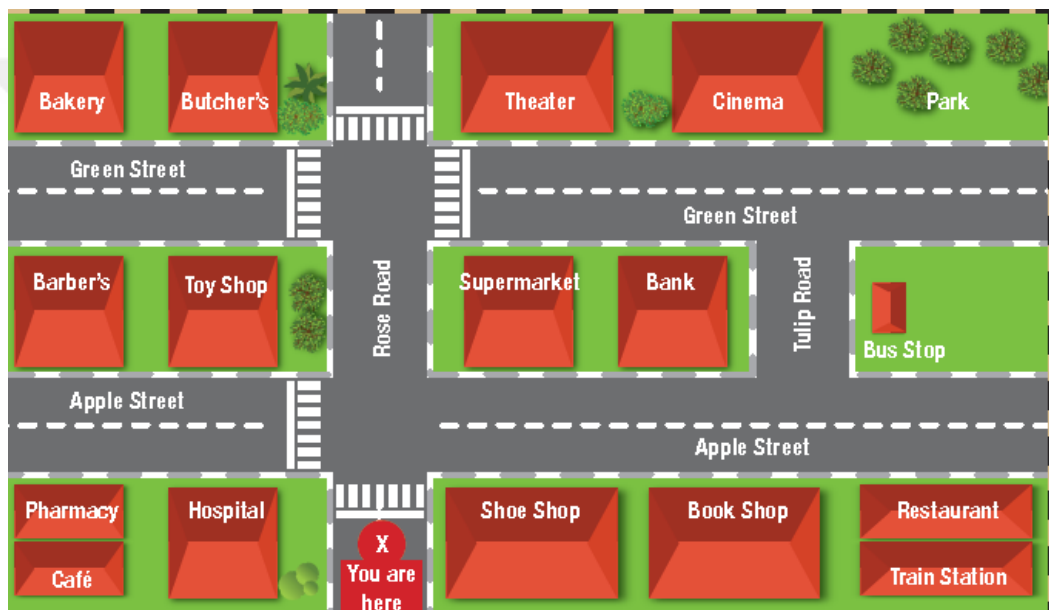 Bakery
Butcher's
Theater
Cinema
Park
Green Street
Green Street
Barber's
Toy Shop
Rose Road
Supermarket
Bank
Tulip Road
Bus Stop
Apple Street
Apple Street
Pharmacy
Hospital
Shoe Shop
Book Shop
Restaurant
Café
X
You are
here
Train Station